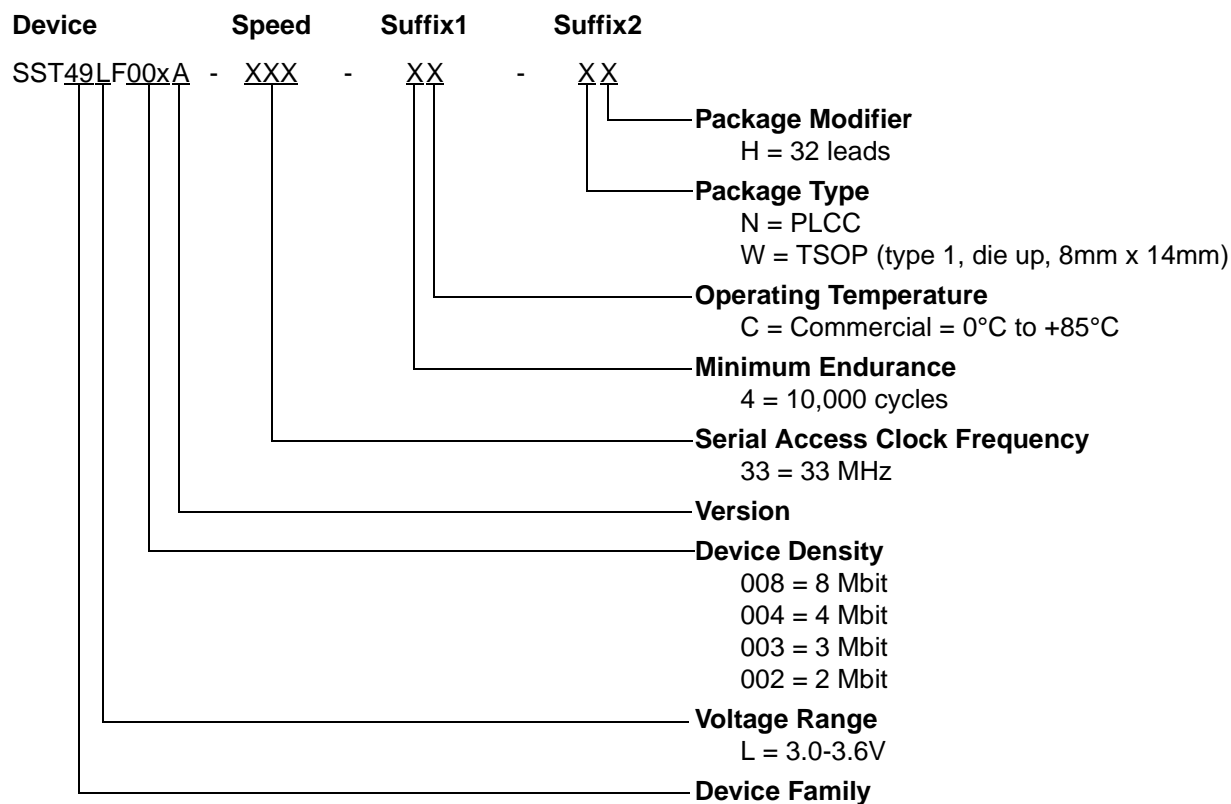 Device Speed Suffix1 Suffix2
SST49LF00xA - XXX - XX - XX
Package Modifier
H = 32 leads
Package Type
N = PLCC
W = TSOP (type 1, die up, 8mm x 14mm)
Operating Temperature
C = Commercial = 0°C to +85°C
Minimum Endurance
4 = 10,000 cycles
Serial Access Clock Frequency
33 = 33 MHz
Version
Device Density
008 = 8 Mbit
004 = 4 Mbit
003 = 3 Mbit
002 = 2 Mbit
Voltage Range
L = 3.0-3.6V
Device Family